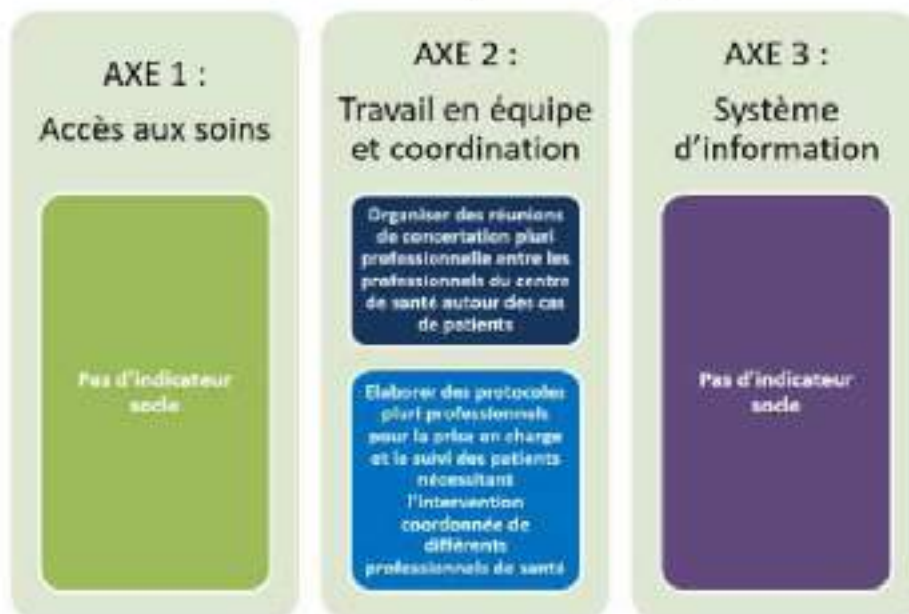 AXE 1 :
Accès aux soins
Pas d'indicateur
socle
AXE 2 :
Travail en équipe
et coordination
Organiser des réunions
de concertation pluri
professionnelle entre les
professionnels du centre
de santé autour des cas
de patients
Elaborer des protocoles
pluri professionnels
pour la prise en charge
et le suivi des patients
nécessitant
l'intervention
coordonnée de
différents
professionnels de santé
AXE 3 :
Système
d'information
Pas d'indicateur
socle